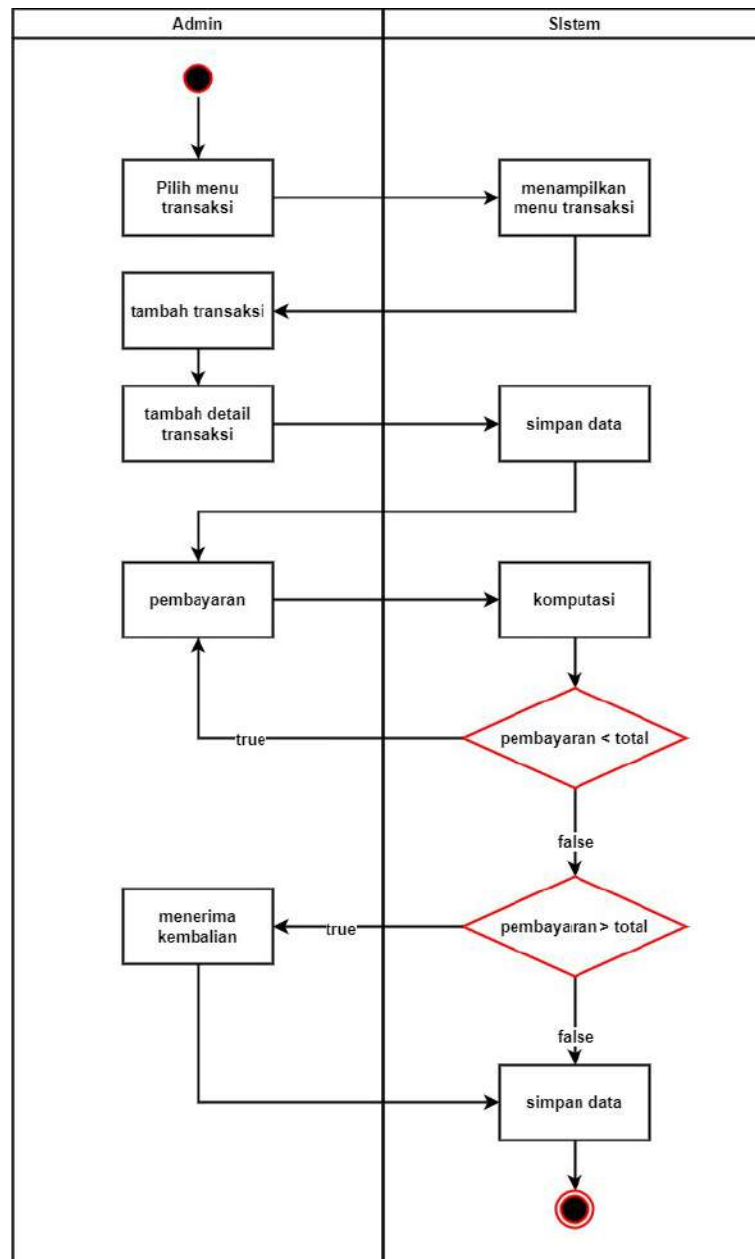 Admin
SIstem
Pilih menu
transaksi
menampilkan
menu transaksi
tambah transaksi
tambah detail
transaksi
simpan data
pembayaran
komputasi
pembayaran < total
true
false
menerima
kembalian
true
pembayaran > total
false
simpan data